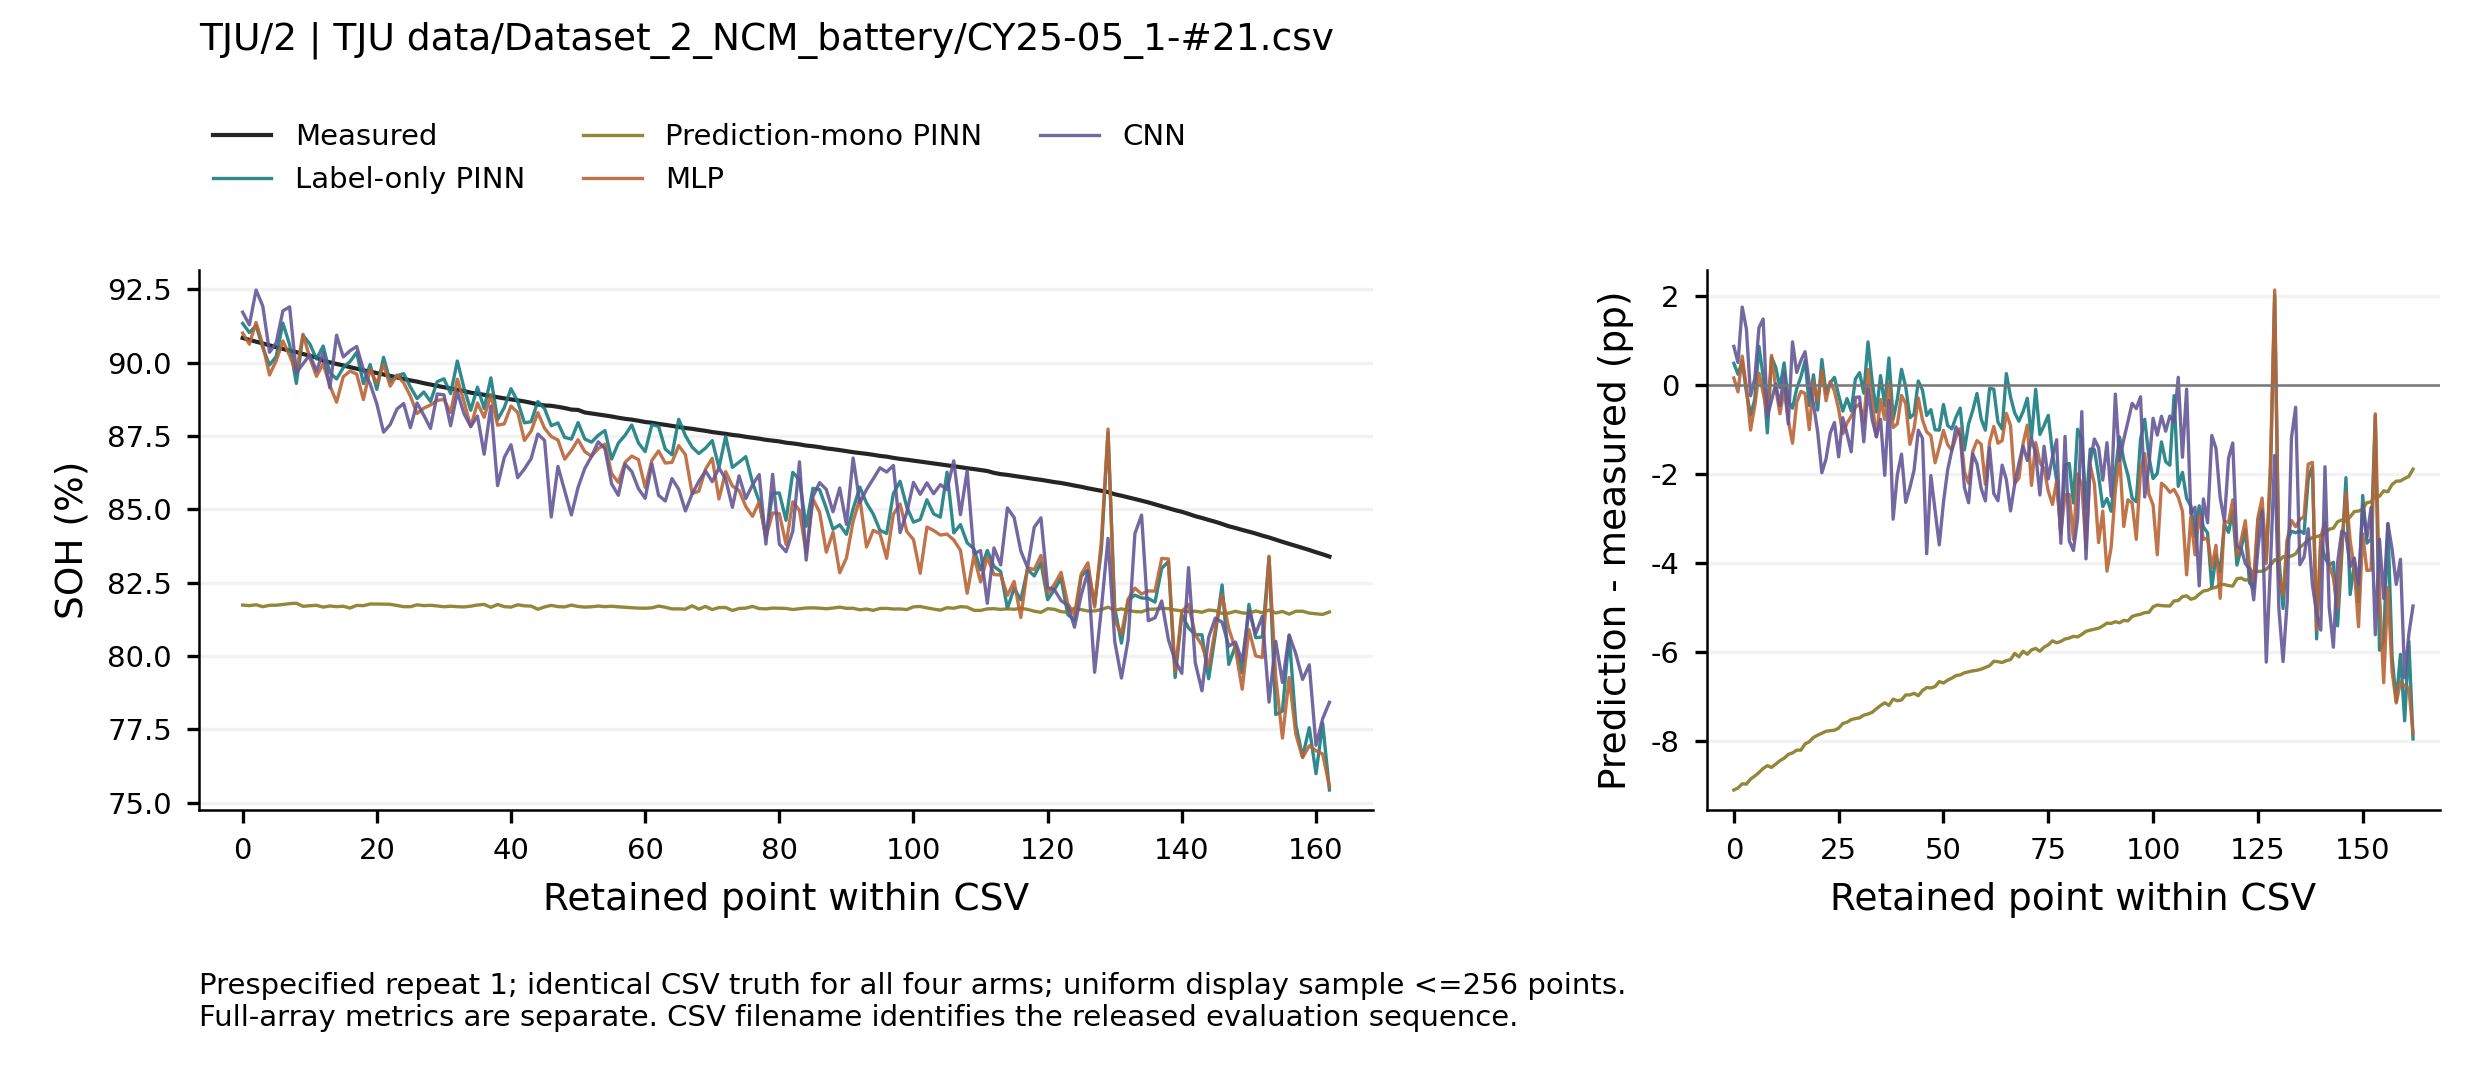 TJU/2 | TJU data/Dataset_2_NCM_battery/CY25-05_1-#21.csv
Measured
Label-only PINN
Prediction-mono PINN
MLP
CNN
SOH (%)
92.5
90.0
87.5
85.0
82.5
80.0
77.5
75.0
0 20 40 60 80 100 120 140 160
Retained point within CSV
Prediction - measured (pp)
2
0
-2
-4
-6
-8
0 25 50 75 100 125 150
Retained point within CSV
Prespecified repeat 1; identical CSV truth for all four arms; uniform display sample <=256 points.
Full-array metrics are separate. CSV filename identifies the released evaluation sequence.